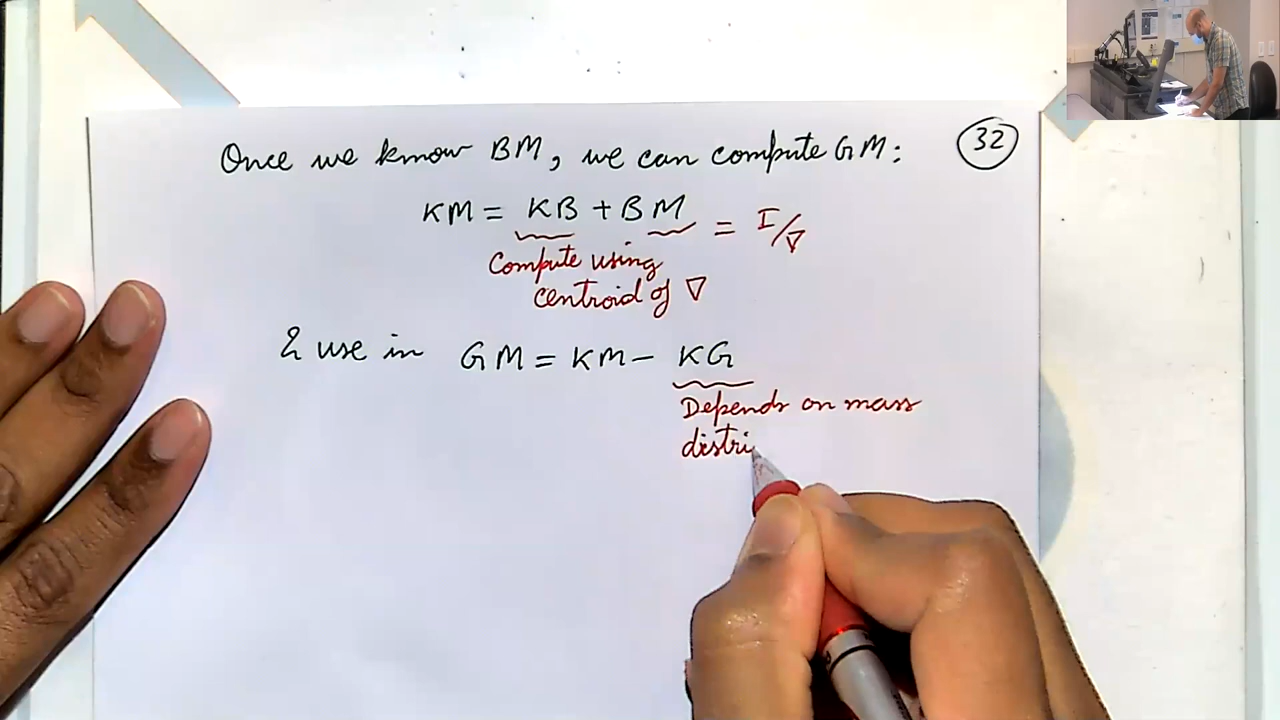 Once we know BM, we can compute GM:
32
KM = KB + BM = I/∇
Compute using
centroid of ∇
& use in GM = KM - KG
Depends on mass
distri